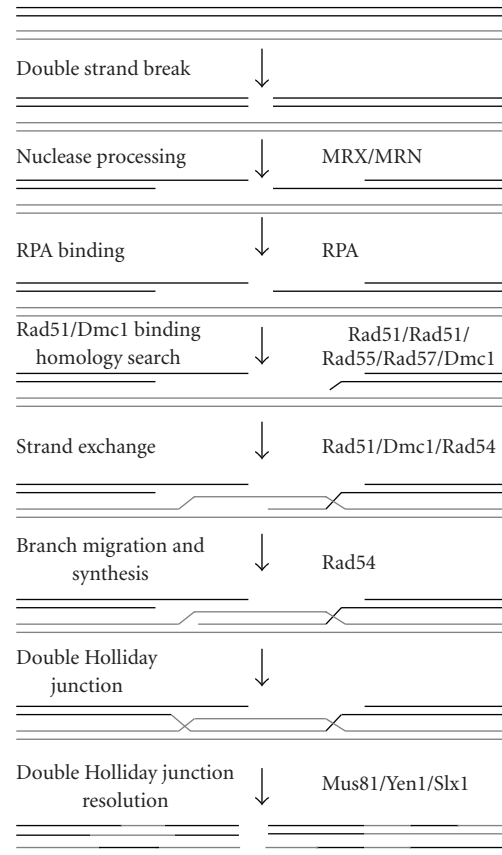 Double strand break
Nuclease processing
MRX/MRN
RPA binding
RPA
Rad51/Dmc1 binding
homology search
Rad51/Rad51/
Rad55/Rad57/Dmc1
Strand exchange
Rad51/Dmc1/Rad54
Branch migration and
synthesis
Rad54
Double Holliday
junction
Double Holliday junction
resolution
Mus81/Yen1/Slx1